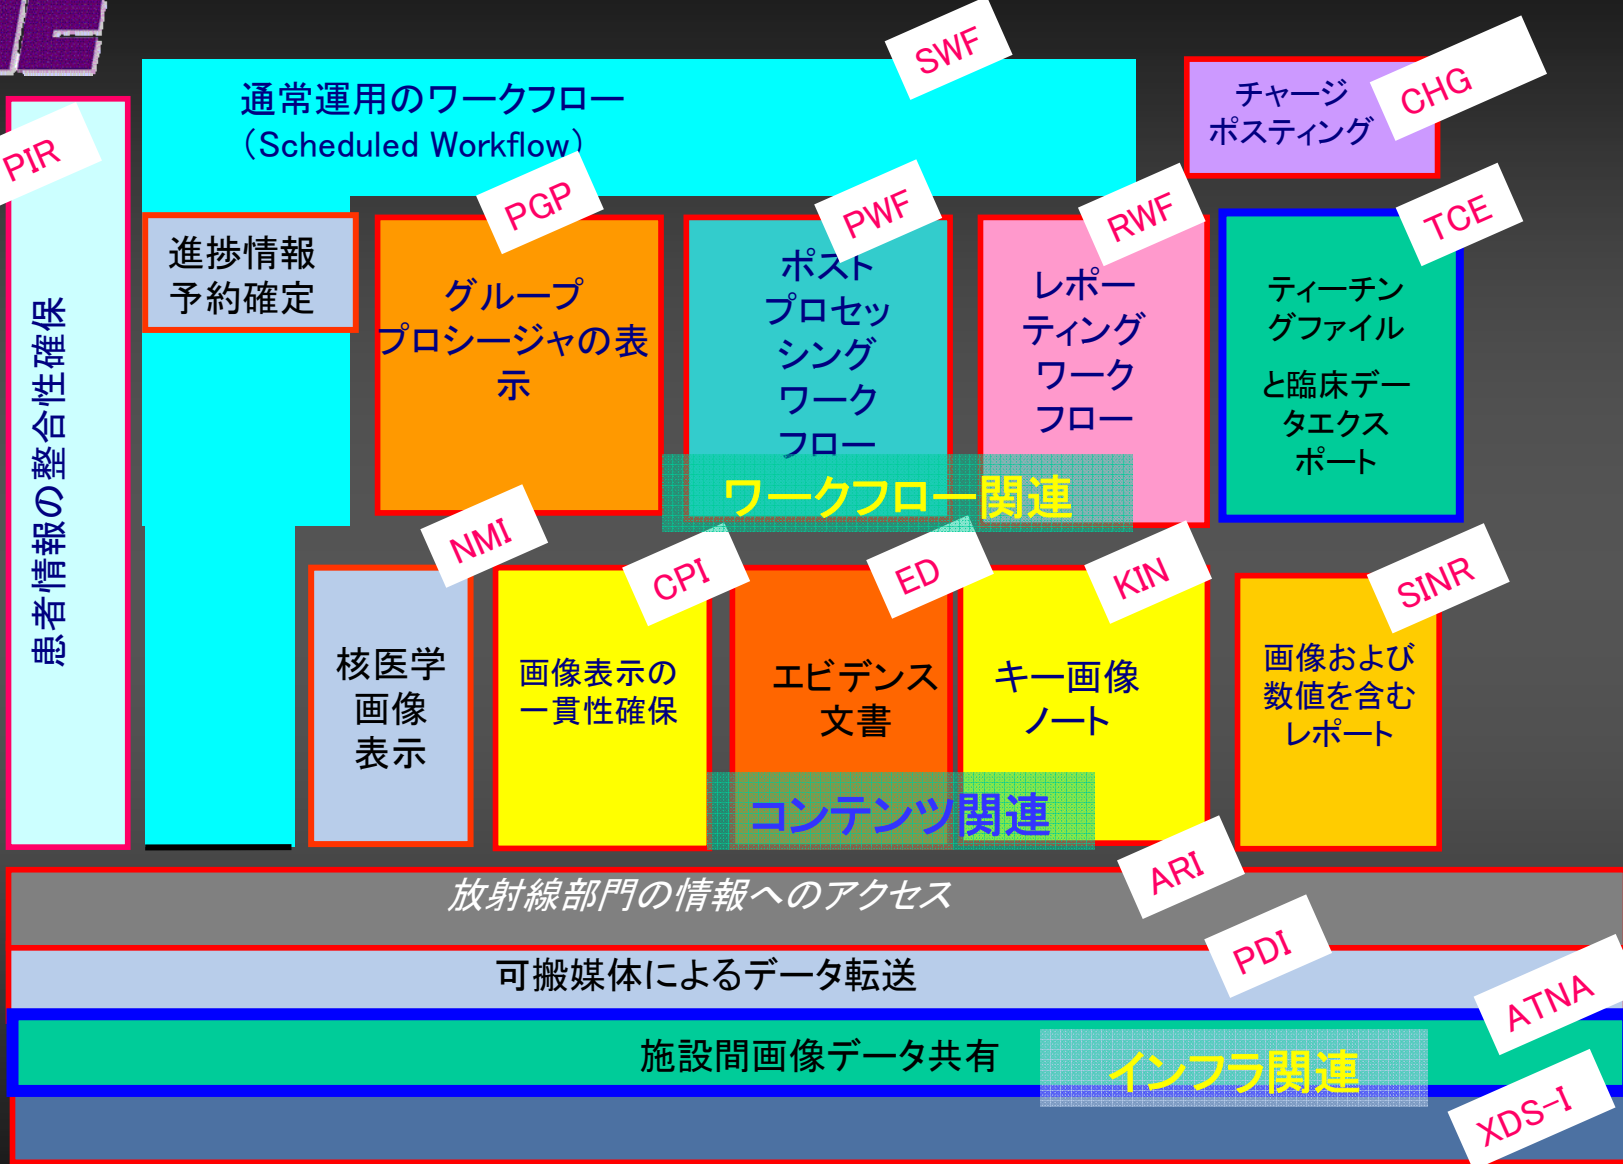 SWF
通常運用のワークフロー
（Scheduled Workflow）
チャージ
ポスティング
CHG
PIR
患者情報の整合性確保
進捗情報
予約確定
PGP
グループ
プロシージャの表
示
PWF
ポスト
プロセッ
シング
ワーク
フロー
RWF
レポー
ティング
ワーク
フロー
TCE
ティーチン
グファイル
と臨床デー
タエクス
ポート
ワークフロー関連
NMI
核医学
画像
表示
CPI
画像表示の
一貫性確保
ED
エビデンス
文書
KIN
キー画像
ノート
SINR
画像および
数値を含む
レポート
コンテンツ関連
放射線部門の情報へのアクセス
ARI
可搬媒体によるデータ転送
PDI
施設間画像データ共有
ATNA
インフラ関連
XDS-I